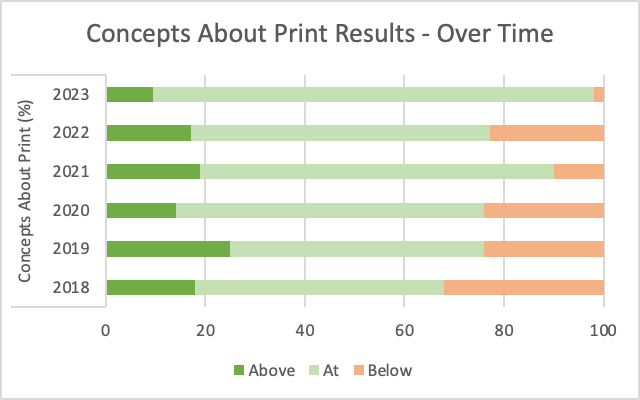 Concepts About Print Results - Over Time
Concepts About Print (%)
2023
2022
2021
2020
2019
2018
0 20 40 60 80 100
Above At Below